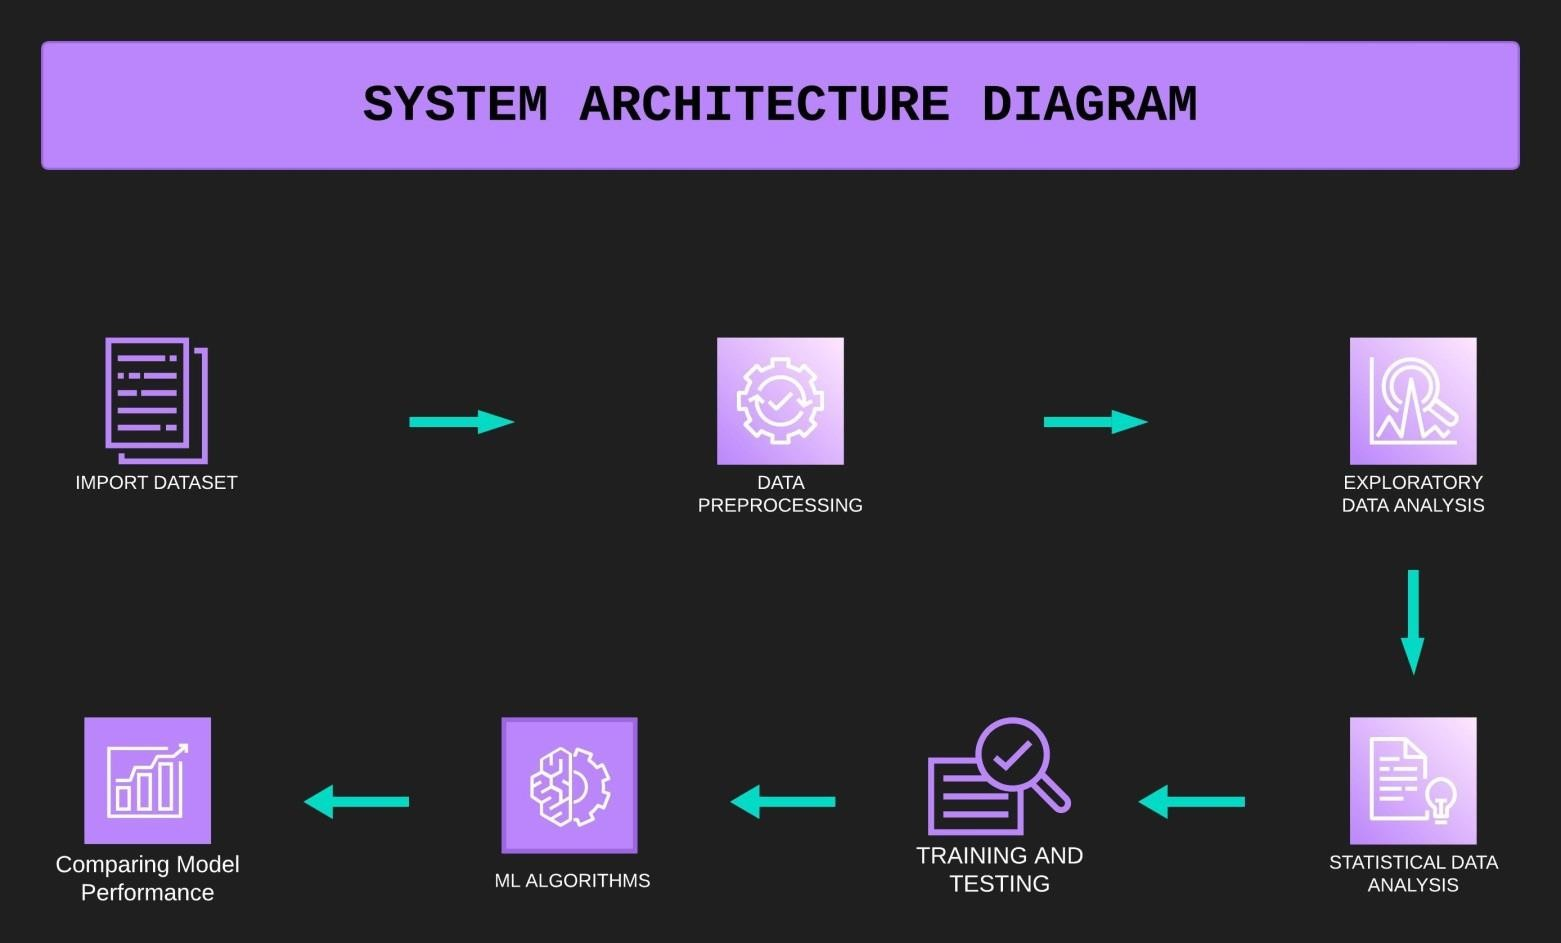 SYSTEM ARCHITECTURE DIAGRAM
IMPORT DATASET
DATA
PREPROCESSING
EXPLORATORY
DATA ANALYSIS
Comparing Model
Performance
ML ALGORITHMS
TRAINING AND
TESTING
STATISTICAL DATA
ANALYSIS